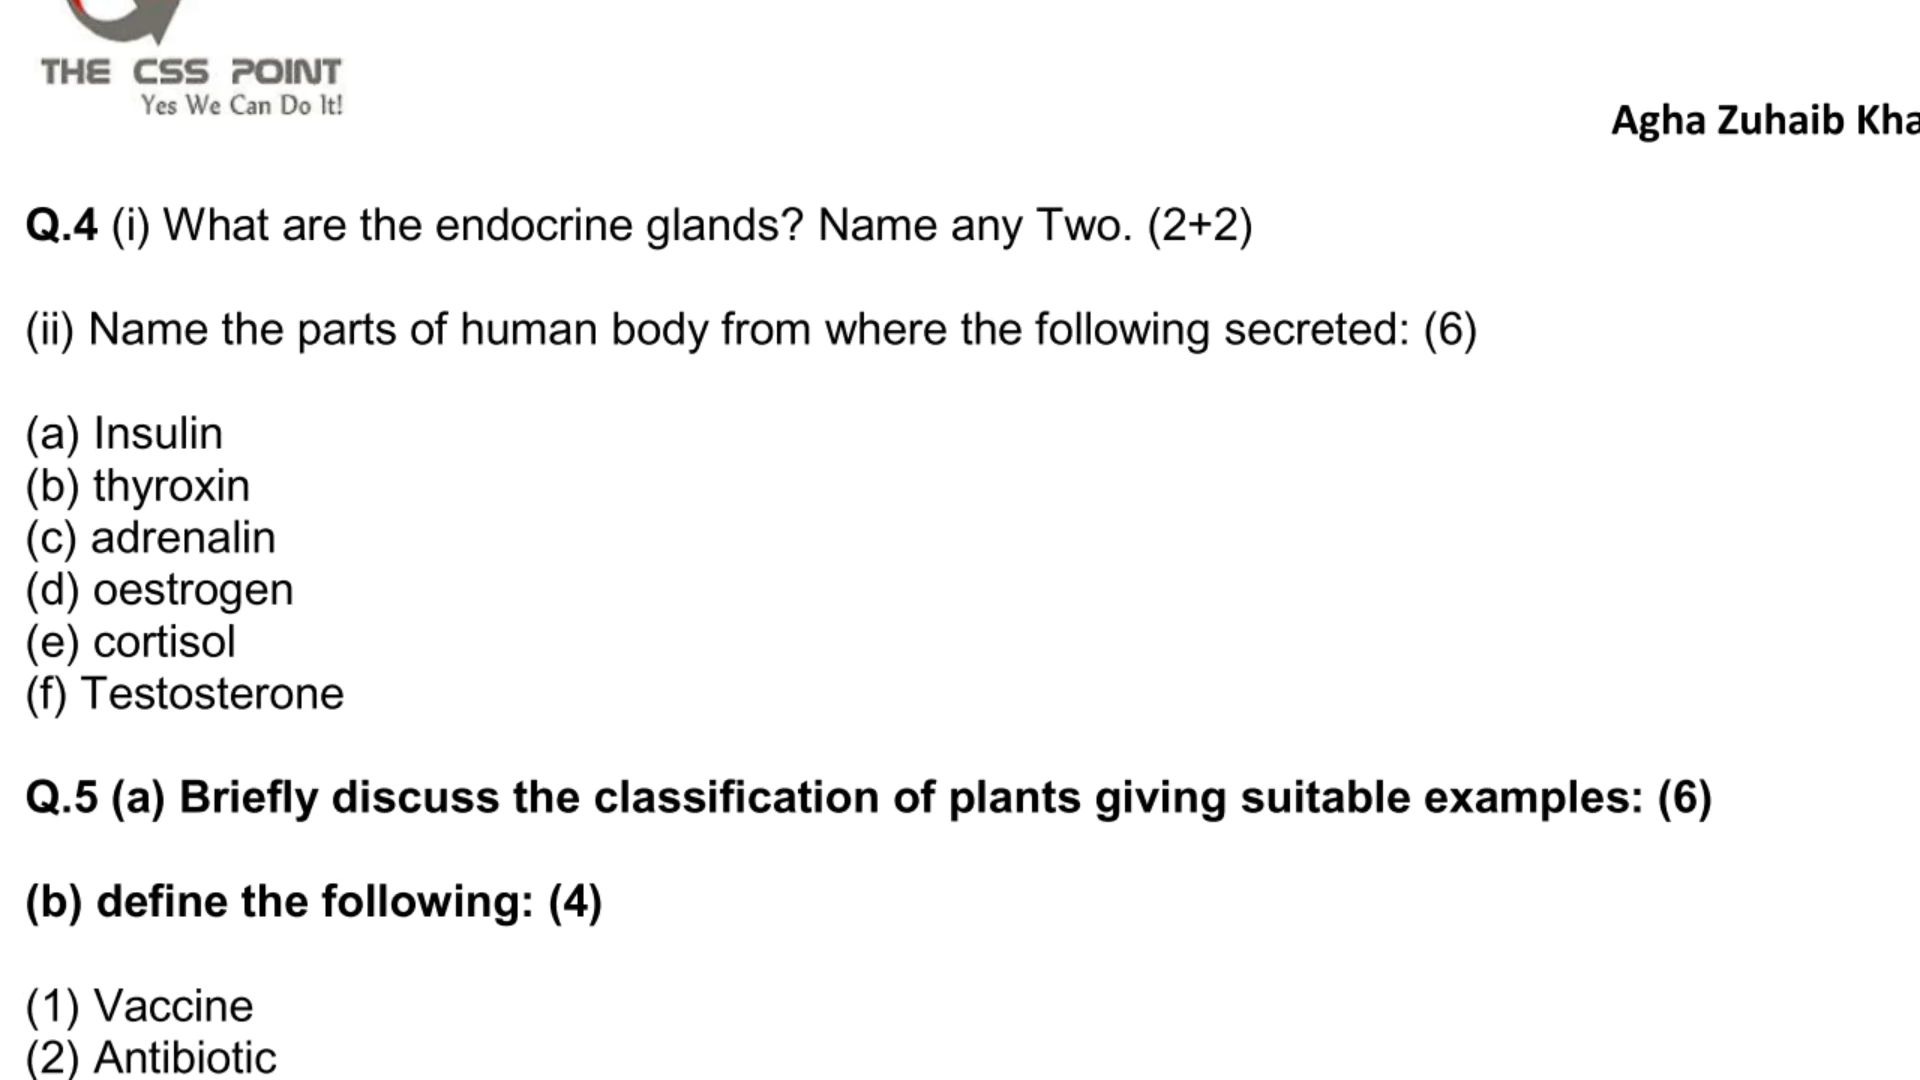 THE CSS POINT
Yes We Can Do It!
Agha Zuhaib Kha
Q.4 (i) What are the endocrine glands? Name any Two. (2+2)
(ii) Name the parts of human body from where the following secreted: (6)
(a) Insulin
(b) thyroxin
(c) adrenalin
(d) oestrogen
(e) cortisol
(f) Testosterone
Q.5 (a) Briefly discuss the classification of plants giving suitable examples: (6)
(b) define the following: (4)
(1) Vaccine
(2) Antibiotic